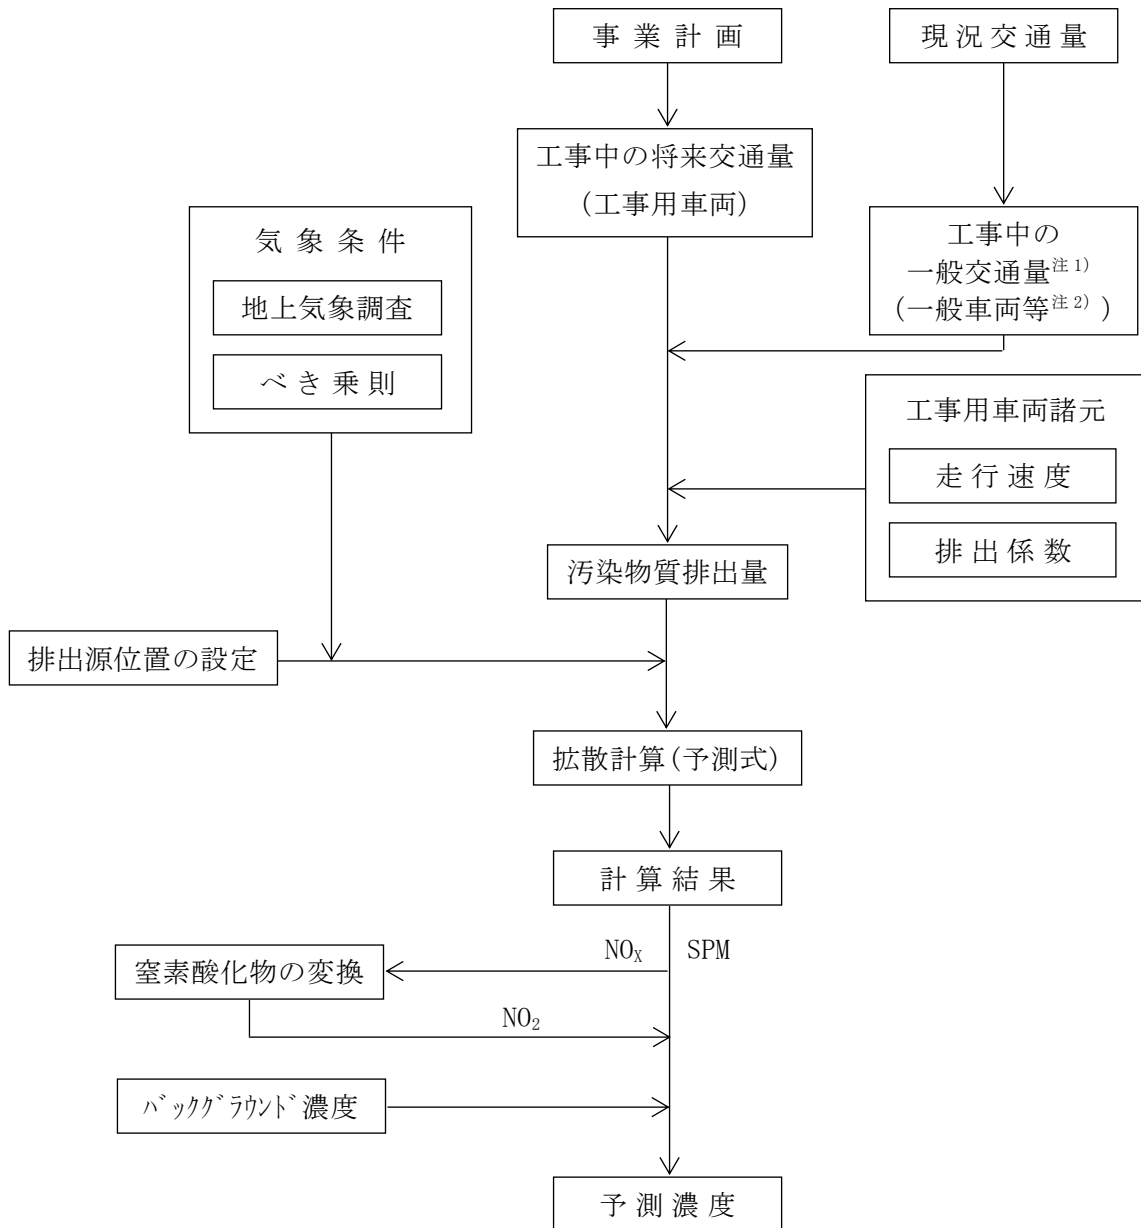 事業計画
現況交通量
工事中の将来交通量
(工事用車両)
気象条件
地上気象調査
べき乗則
工事中の
一般交通量注1)
(一般車両等注2))
工事用車両諸元
走行速度
排出係数
汚染物質排出量
排出源位置の設定
拡散計算(予測式)
計算結果
NOX
SPM
窒素酸化物の変換
NO2
バックグラウンド濃度
予測濃度